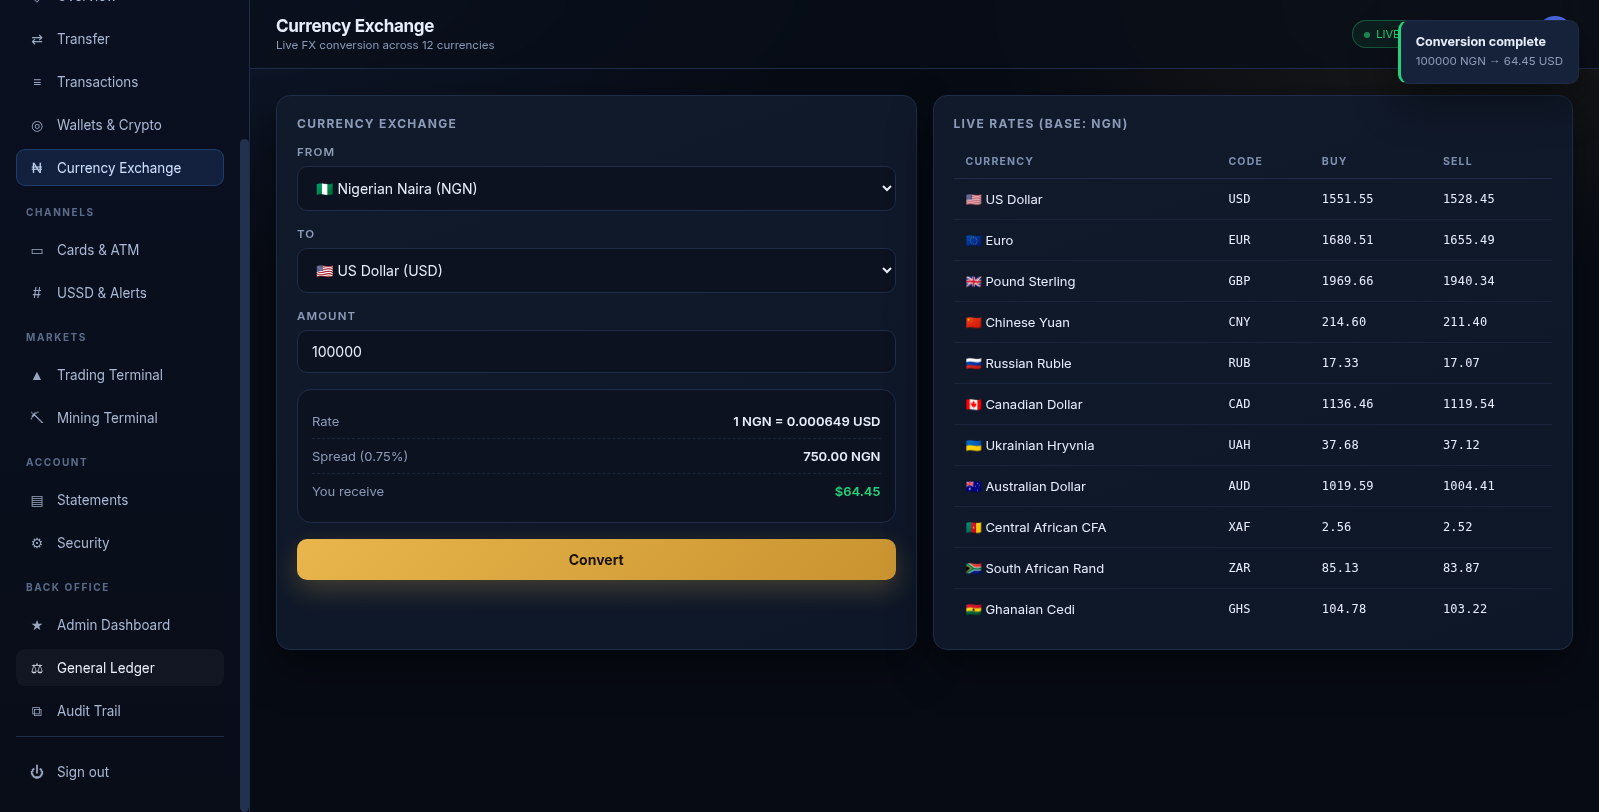 Transfer
Transactions
Wallets & Crypto
Currency Exchange
CHANNELS
Cards & ATM
USSD & Alerts
MARKETS
Trading Terminal
Mining Terminal
ACCOUNT
Statements
Security
BACK OFFICE
Admin Dashboard
General Ledger
Audit Trail
Sign out
Currency Exchange
Live FX conversion across 12 currencies
LIVE
Conversion complete
100000 NGN → 64.45 USD
CURRENCY EXCHANGE
FROM
🇳🇬 Nigerian Naira (NGN)
TO
🇺🇸 US Dollar (USD)
AMOUNT
100000
Rate 1 NGN = 0.000649 USD
Spread (0.75%) 750.00 NGN
You receive $64.45
Convert
LIVE RATES (BASE: NGN)
CURRENCY CODE BUY SELL
🇺🇸 US Dollar USD 1551.55 1528.45
🇪🇺 Euro EUR 1680.51 1655.49
🇬🇧 Pound Sterling GBP 1969.66 1940.34
🇨🇳 Chinese Yuan CNY 214.60 211.40
🇷🇺 Russian Ruble RUB 17.33 17.07
🇨🇦 Canadian Dollar CAD 1136.46 1119.54
🇺🇦 Ukrainian Hryvnia UAH 37.68 37.12
🇦🇺 Australian Dollar AUD 1019.59 1004.41
🇨🇲 Central African CFA XAF 2.56 2.52
🇿🇦 South African Rand ZAR 85.13 83.87
🇬🇭 Ghanaian Cedi GHS 104.78 103.22